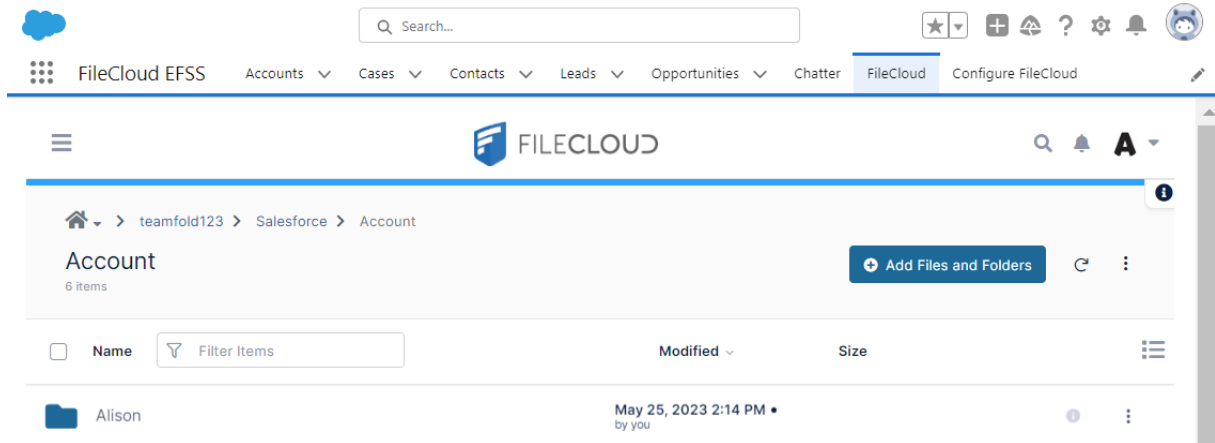 Search...
FileCloud EFSS Accounts Cases Contacts Leads Opportunities Chatter FileCloud Configure FileCloud
FILECLOUD
A
teamfold123 > Salesforce > Account
Account
6 items
Add Files and Folders
Name Filter Items Modified Size
Alison May 25, 2023 2:14 PM •
by you